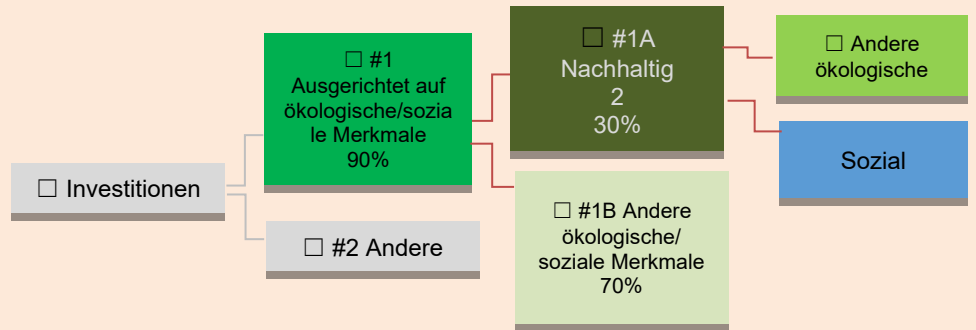 ☐ Investitionen
☐ #1
Ausgerichtet auf
ökologische/sozia
le Merkmale
90%
☐ #2 Andere
☐ #1A
Nachhaltig
2
30%
☐ #1B Andere
ökologische/
soziale Merkmale
70%
☐ Andere
ökologische
Sozial